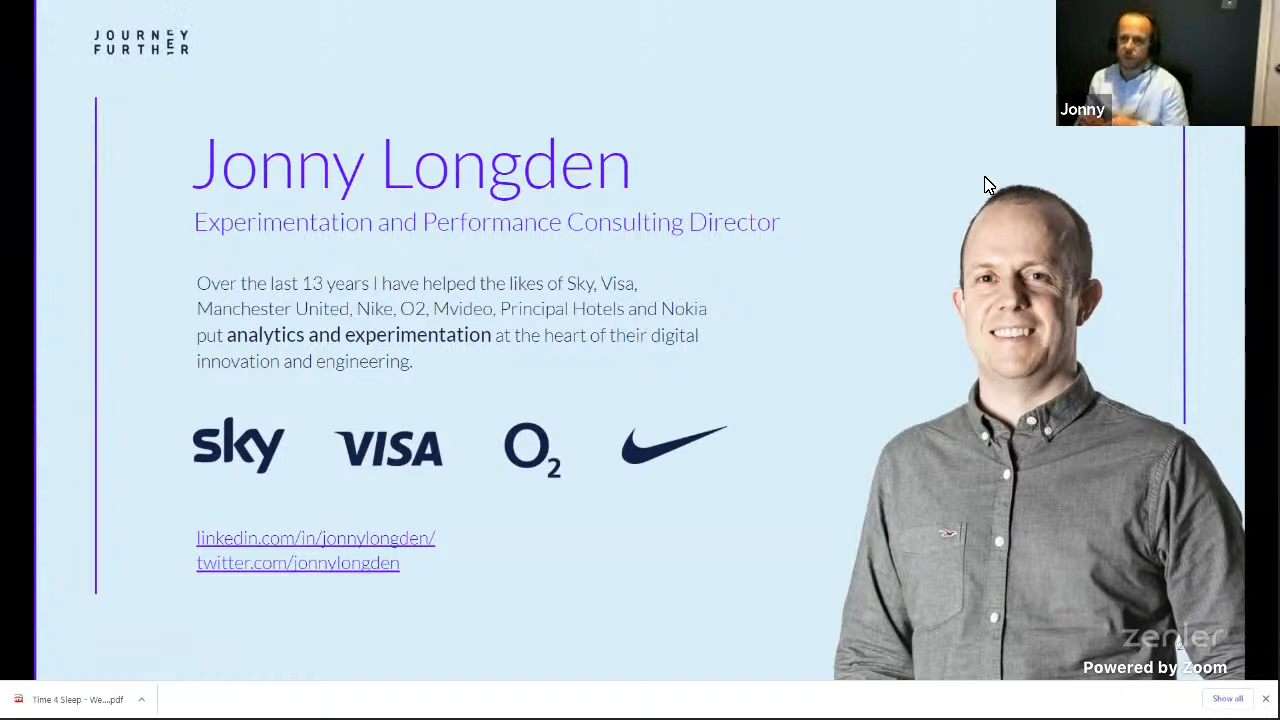 JOURNEY
FURTHER
Jonny
Jonny Longden
Experimentation and Performance Consulting Director
Over the last 13 years I have helped the likes of Sky, Visa,
Manchester United, Nike, O2, Mvideo, Principal Hotels and Nokia
put analytics and experimentation at the heart of their digital
innovation and engineering.
sky VISA O2
linkedin.com/in/jonnylongden/
twitter.com/jonnylongden
zenler
2
Powered by Zoom
Time 4 Sleep - We....pdf
Show all